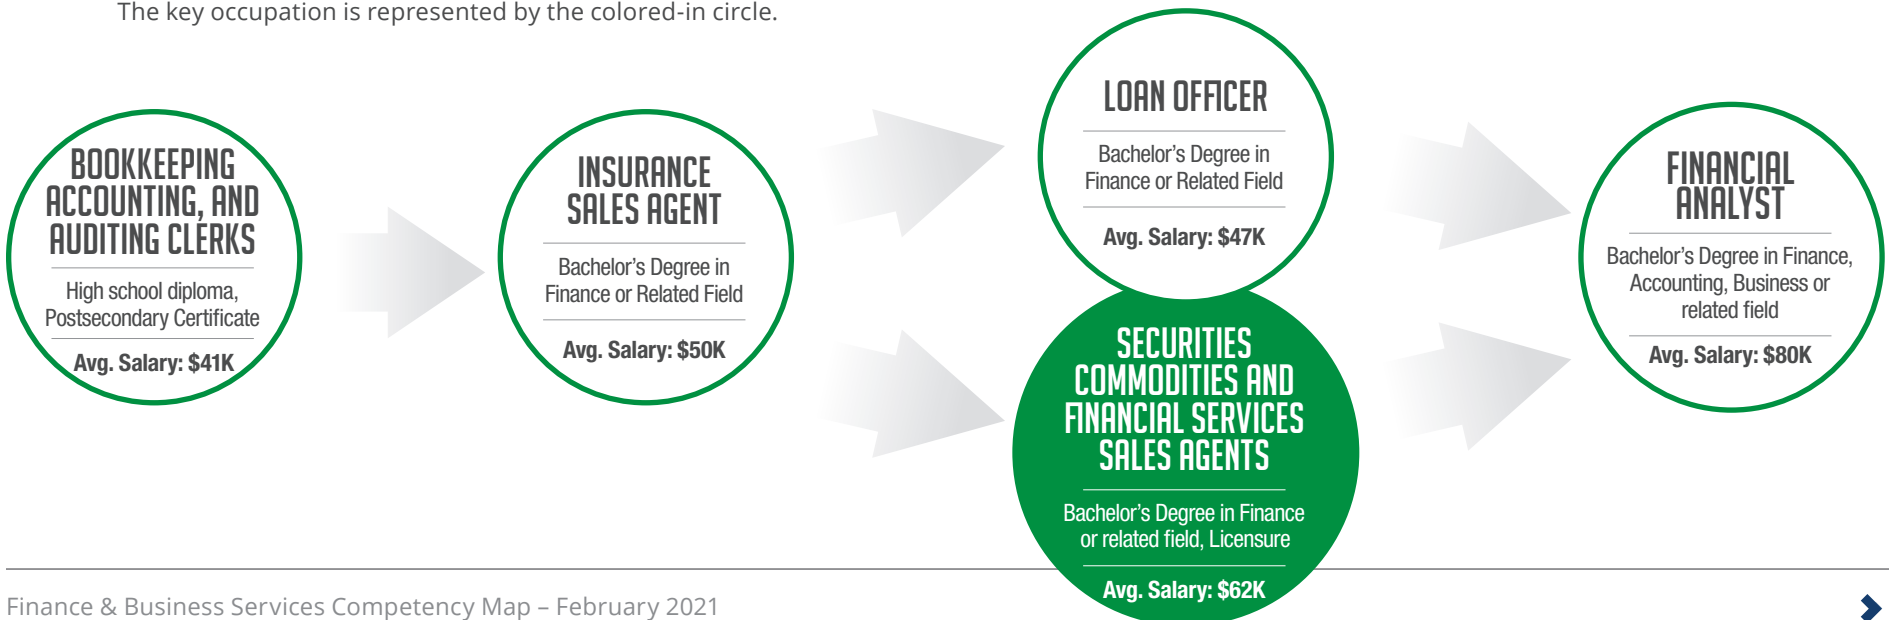 The key occupation is represented by the colored-in circle.
BOOKKEEPING
ACCOUNTING, AND
AUDITING CLERKS
High school diploma,
Postsecondary Certificate
Avg. Salary: $41K
INSURANCE
SALES AGENT
Bachelor's Degree in
Finance or Related Field
Avg. Salary: $50K
LOAN OFFICER
Bachelor's Degree in
Finance or Related Field
Avg. Salary: $47K
SECURITIES
COMMODITIES AND
FINANCIAL SERVICES
SALES AGENTS
Bachelor's Degree in Finance
or related field, Licensure
Avg. Salary: $62K
FINANCIAL
ANALYST
Bachelor's Degree in Finance,
Accounting, Business or
related field
Avg. Salary: $80K
Finance & Business Services Competency Map – February 2021